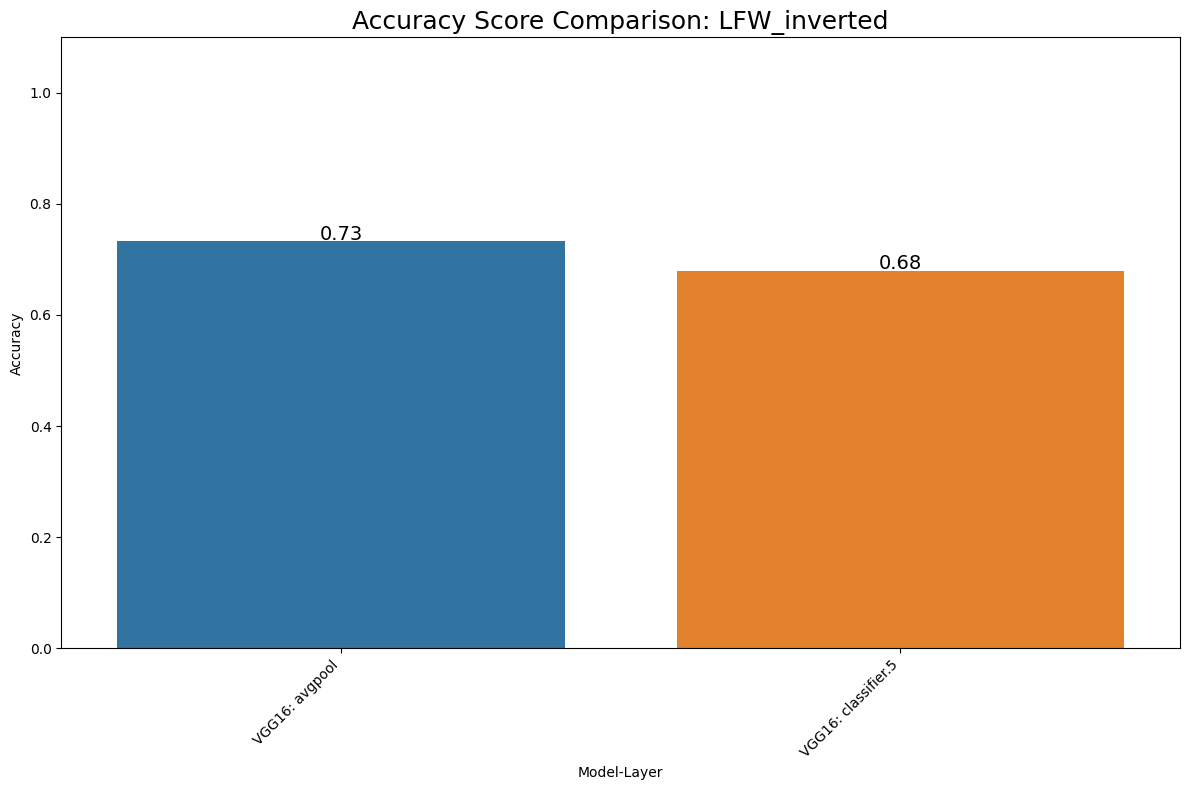 Accuracy Score Comparison: LFW_inverted
1.0
0.8
0.6
0.4
0.2
0.0
Accuracy
0.73
0.68
VGG16: avgpool
VGG16: classifier.5
Model-Layer